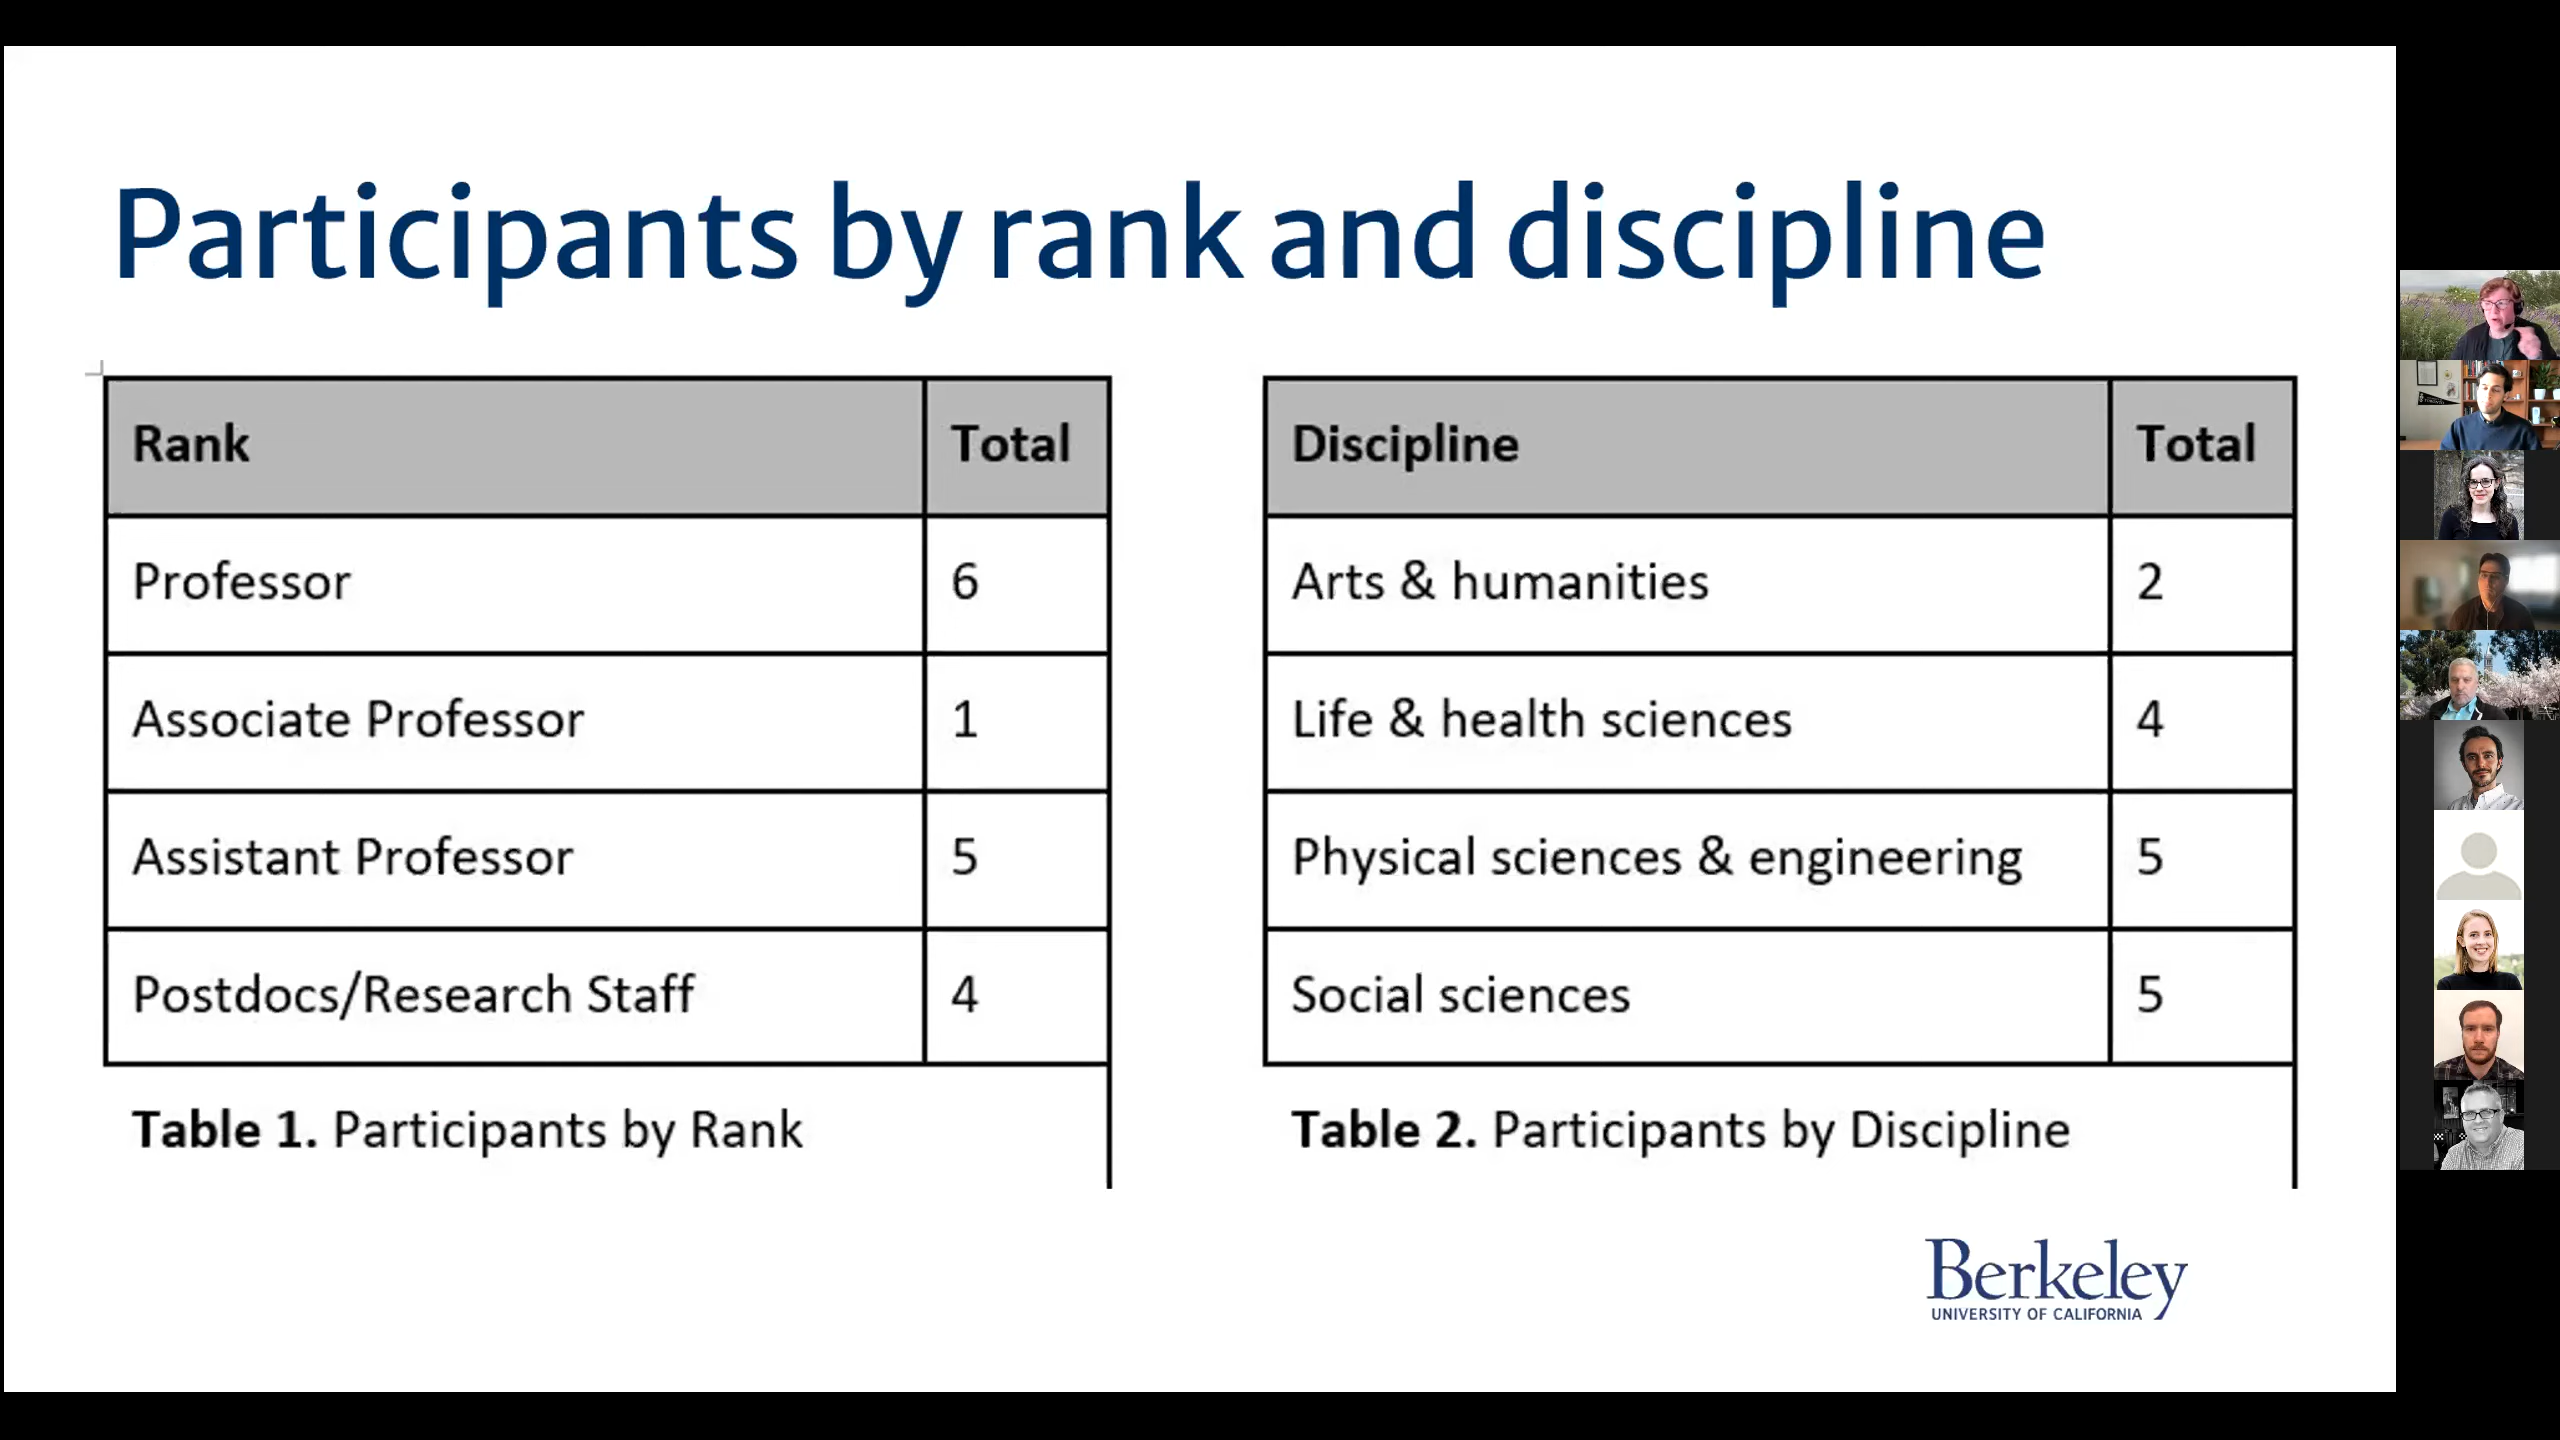 Participants by rank and discipline
Rank Total
Professor 6
Associate Professor 1
Assistant Professor 5
Postdocs/Research Staff 4
Table 1. Participants by Rank
Discipline Total
Arts & humanities 2
Life & health sciences 4
Physical sciences & engineering 5
Social sciences 5
Table 2. Participants by Discipline
Berkeley
UNIVERSITY OF CALIFORNIA